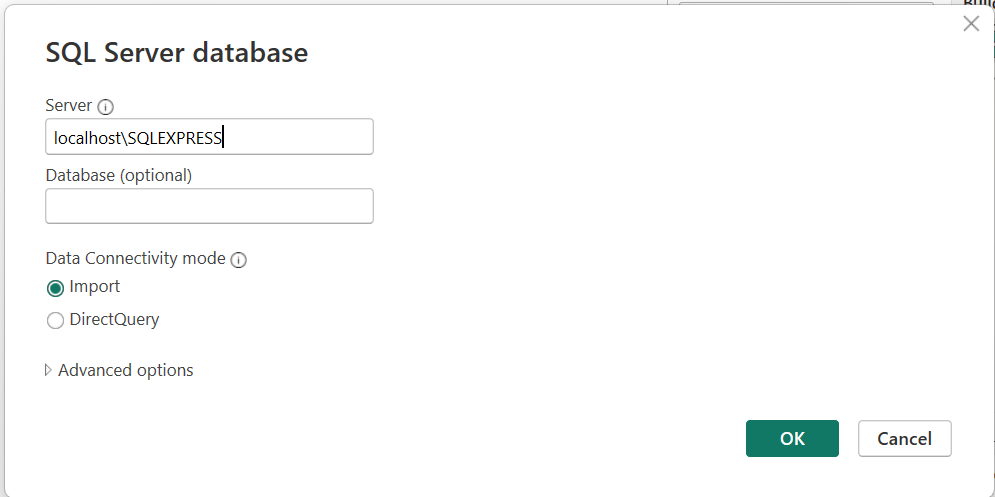 SQL Server database
Server
localhost\SQLEXPRESS
Database (optional)
Data Connectivity mode
Import
DirectQuery
Advanced options
OK
Cancel